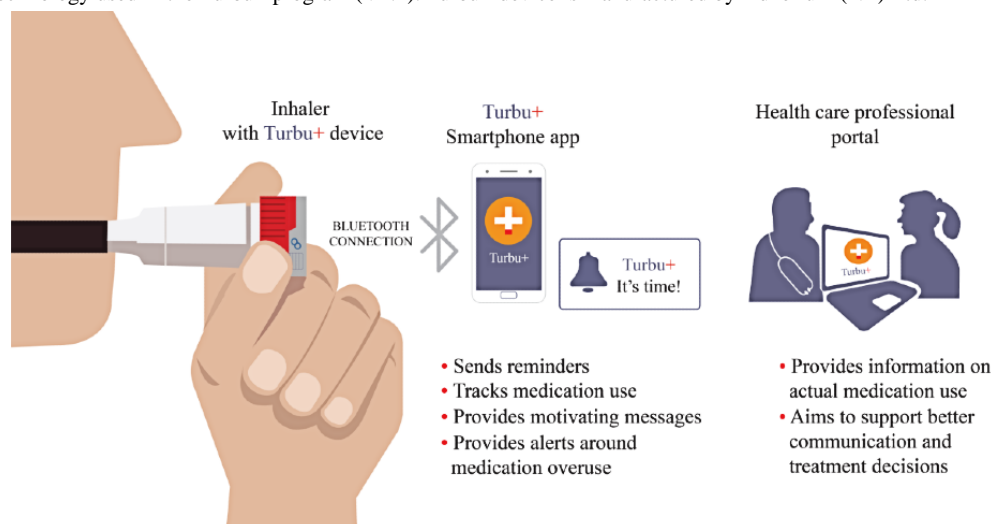 Inhaler
with Turbu+ device
BLUETOOTH
CONNECTION
Turbu+
Smartphone app
Turbu+
Turbu+
It's time!
• Sends reminders
• Tracks medication use
• Provides motivating messages
• Provides alerts around
medication overuse
Health care professional
portal
Turbu+
• Provides information on
actual medication use
• Aims to support better
communication and
treatment decisions